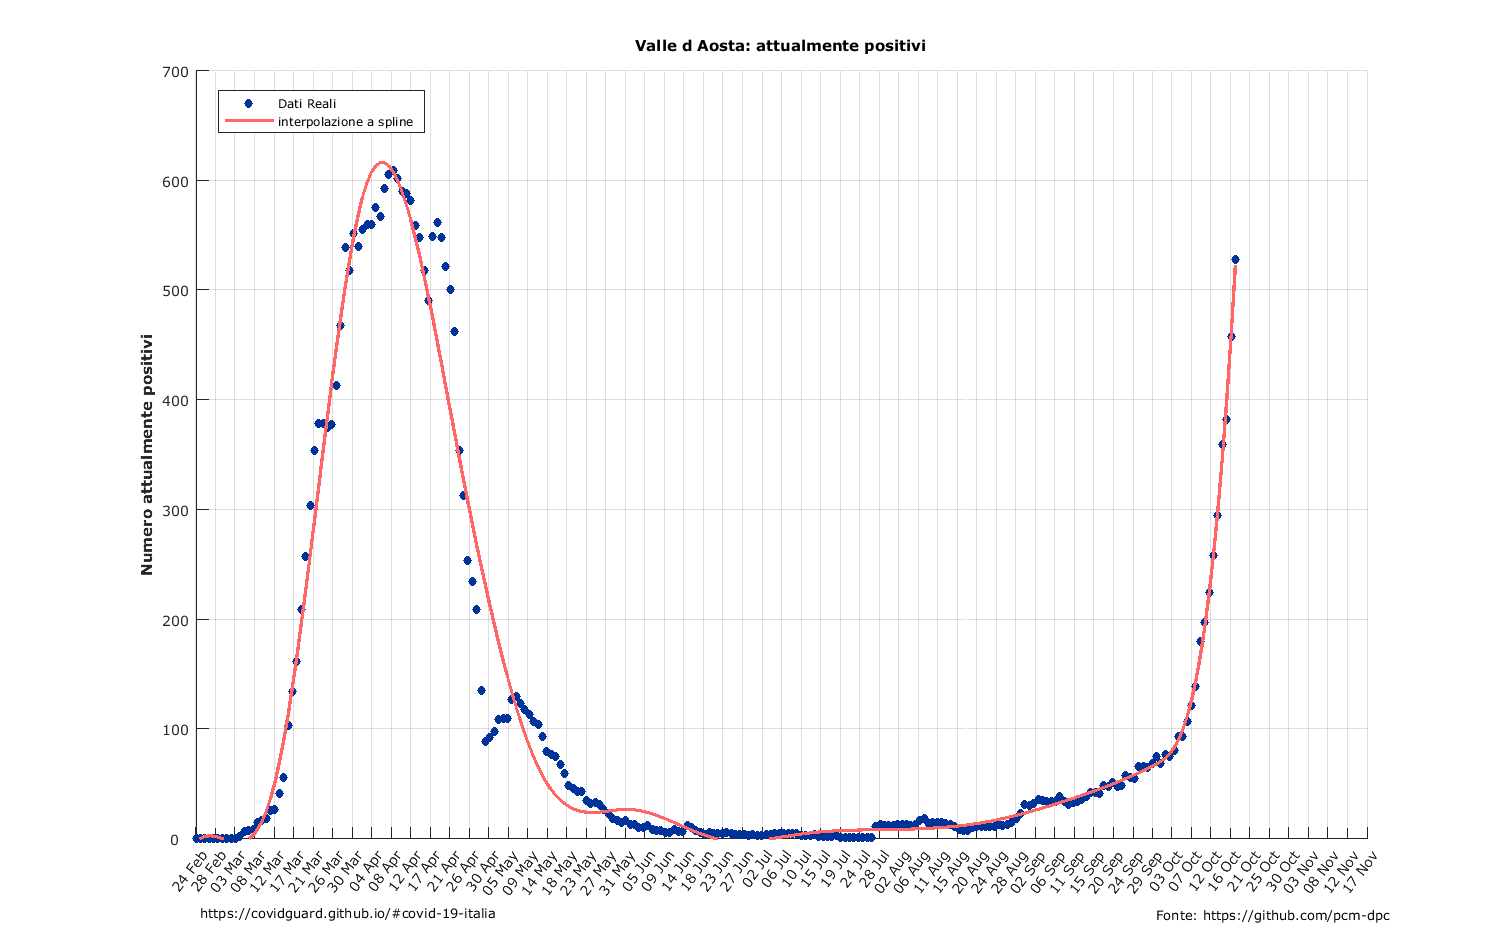 Valle d Aosta: attualmente positivi
Dati Reali
interpolazione a spline
Numero attualmente positivi
700
600
500
400
300
200
100
0
24 Feb
28 Feb
03 Mar
08 Mar
12 Mar
17 Mar
21 Mar
26 Mar
30 Mar
04 Apr
08 Apr
12 Apr
17 Apr
21 Apr
26 Apr
30 Apr
05 May
09 May
14 May
18 May
23 May
27 May
31 May
05 Jun
09 Jun
14 Jun
18 Jun
23 Jun
27 Jun
02 Jul
06 Jul
10 Jul
15 Jul
19 Jul
24 Jul
28 Jul
02 Aug
06 Aug
11 Aug
15 Aug
20 Aug
24 Aug
28 Aug
02 Sep
06 Sep
11 Sep
15 Sep
20 Sep
24 Sep
29 Sep
03 Oct
07 Oct
12 Oct
16 Oct
21 Oct
25 Oct
30 Oct
03 Nov
08 Nov
12 Nov
17 Nov
https://covidguard.github.io/#covid-19-italia
Fonte: https://github.com/pcm-dpc